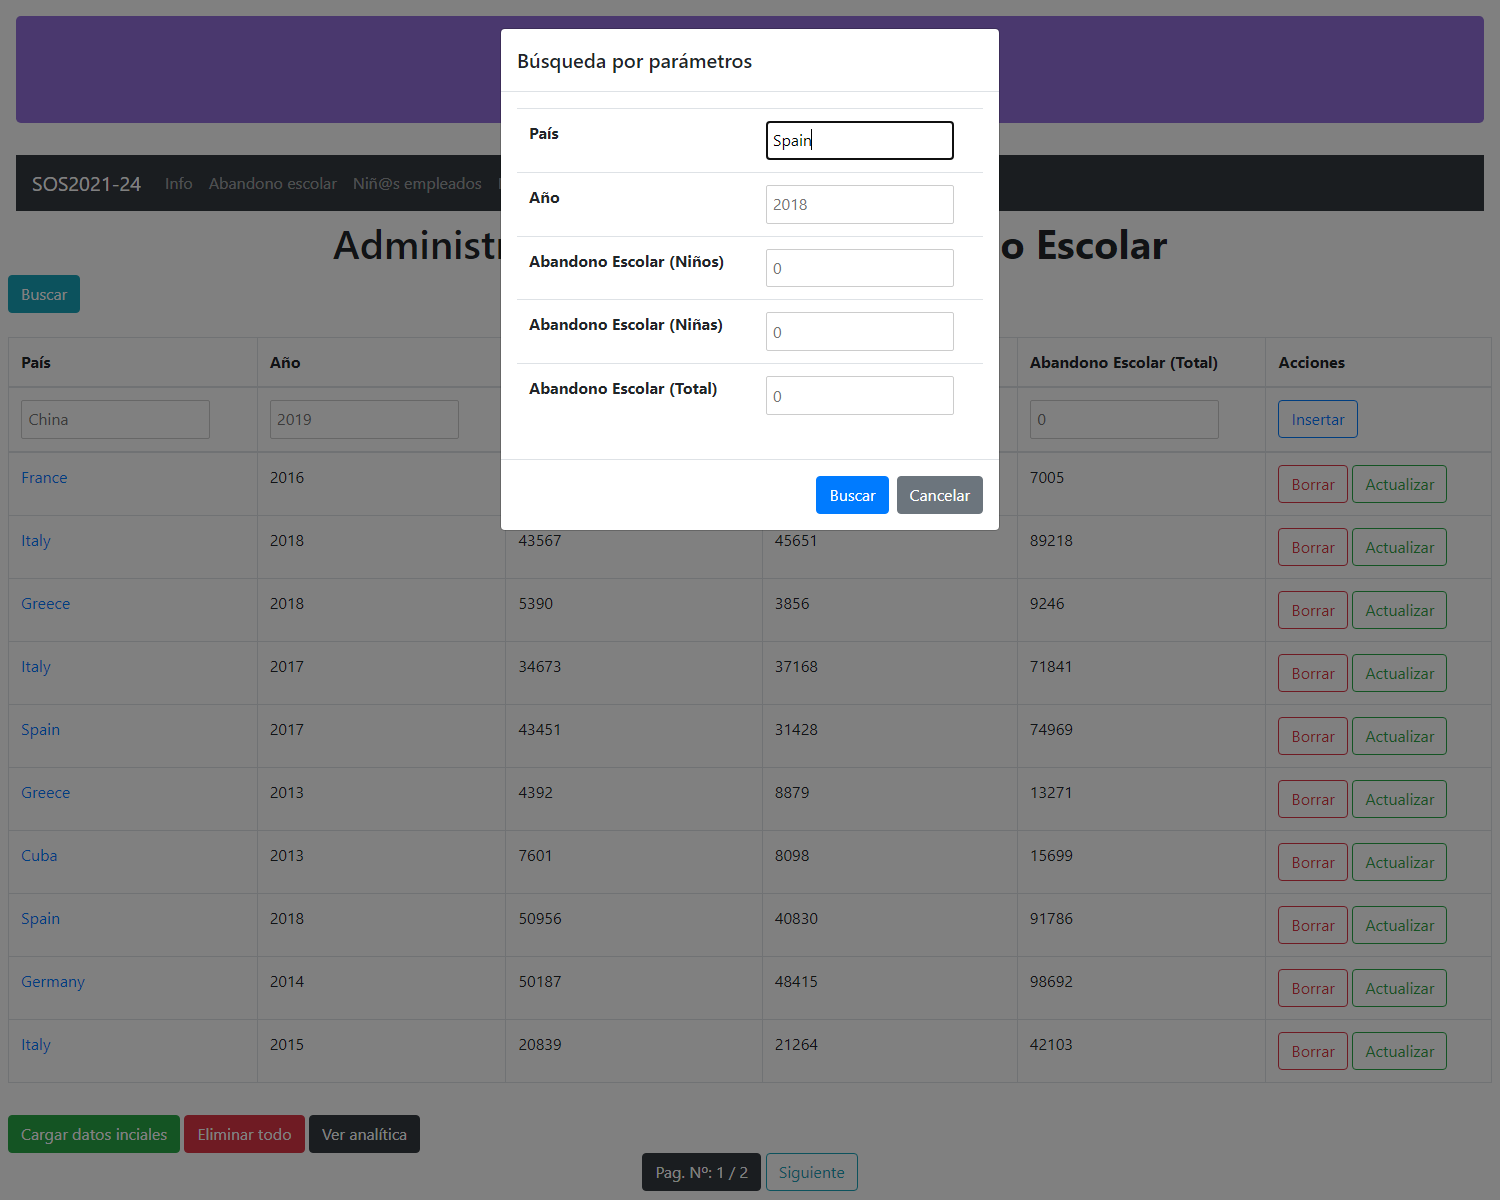 Búsqueda por parámetros
País Spain
Año 2018
Abandono Escolar (Niños) 0
Abandono Escolar (Niñas) 0
Abandono Escolar (Total) 0
Buscar Cancelar
SOS2021-24 Info Abandono escolar Niñ@s empleados
Administr o Escolar
Buscar
País Año Abandono Escolar (Total) Acciones
China 2019 0 Insertar
France 2016 7005 Borrar Actualizar
Italy 2018 43567 45651 89218 Borrar Actualizar
Greece 2018 5390 3856 9246 Borrar Actualizar
Italy 2017 34673 37168 71841 Borrar Actualizar
Spain 2017 43451 31428 74969 Borrar Actualizar
Greece 2013 4392 8879 13271 Borrar Actualizar
Cuba 2013 7601 8098 15699 Borrar Actualizar
Spain 2018 50956 40830 91786 Borrar Actualizar
Germany 2014 50187 48415 98692 Borrar Actualizar
Italy 2015 20839 21264 42103 Borrar Actualizar
Cargar datos inciales Eliminar todo Ver analítica
Pag. Nº: 1 / 2 Siguiente